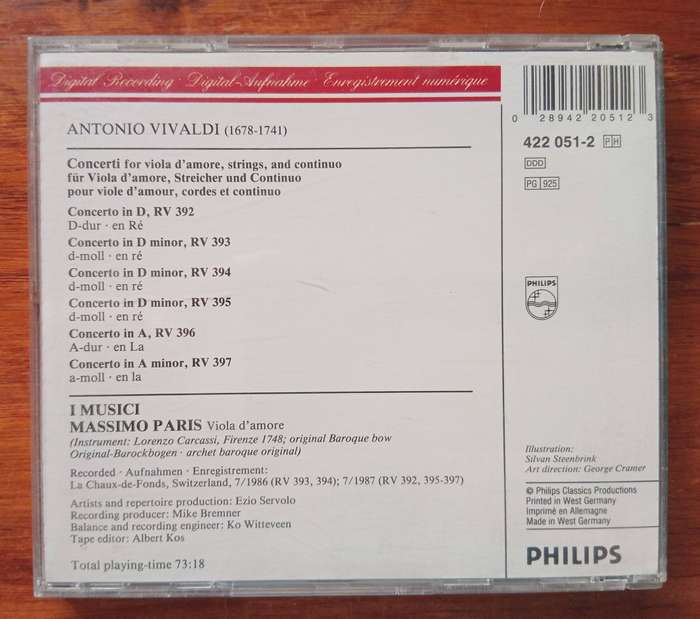 Digital Recording · Digital-Aufnahme · Enregistrement numérique
ANTONIO VIVALDI (1678-1741)
Concerti for viola d'amore, strings, and continuo
für Viola d'amore, Streicher und Continuo
pour viole d'amour, cordes et continuo
Concerto in D, RV 392
D-dur · en Ré
Concerto in D minor, RV 393
d-moll · en ré
Concerto in D minor, RV 394
d-moll · en ré
Concerto in D minor, RV 395
d-moll · en ré
Concerto in A, RV 396
A-dur · en La
Concerto in A minor, RV 397
a-moll · en la
I MUSICI
MASSIMO PARIS Viola d'amore
(Instrument: Lorenzo Carcassi, Firenze 1748; original Baroque bow
Original-Barockbogen · archet baroque original)
Recorded · Aufnahmen · Enregistrement:
La Chaux-de-Fonds, Switzerland, 7/1986 (RV 393, 394); 7/1987 (RV 392, 395-397)
Artists and repertoire production: Ezio Servolo
Recording producer: Mike Bremner
Balance and recording engineer: Ko Witteveen
Tape editor: Albert Kos
Total playing-time 73:18
0 28942 20512 3
422 051-2 PH
DDD
PG 925
PHILIPS
Illustration:
Silvan Steenbrink
Art direction: George Cramer
℗ Philips Classics Productions
Printed in West Germany
Imprimé en Allemagne
Made in West Germany
PHILIPS